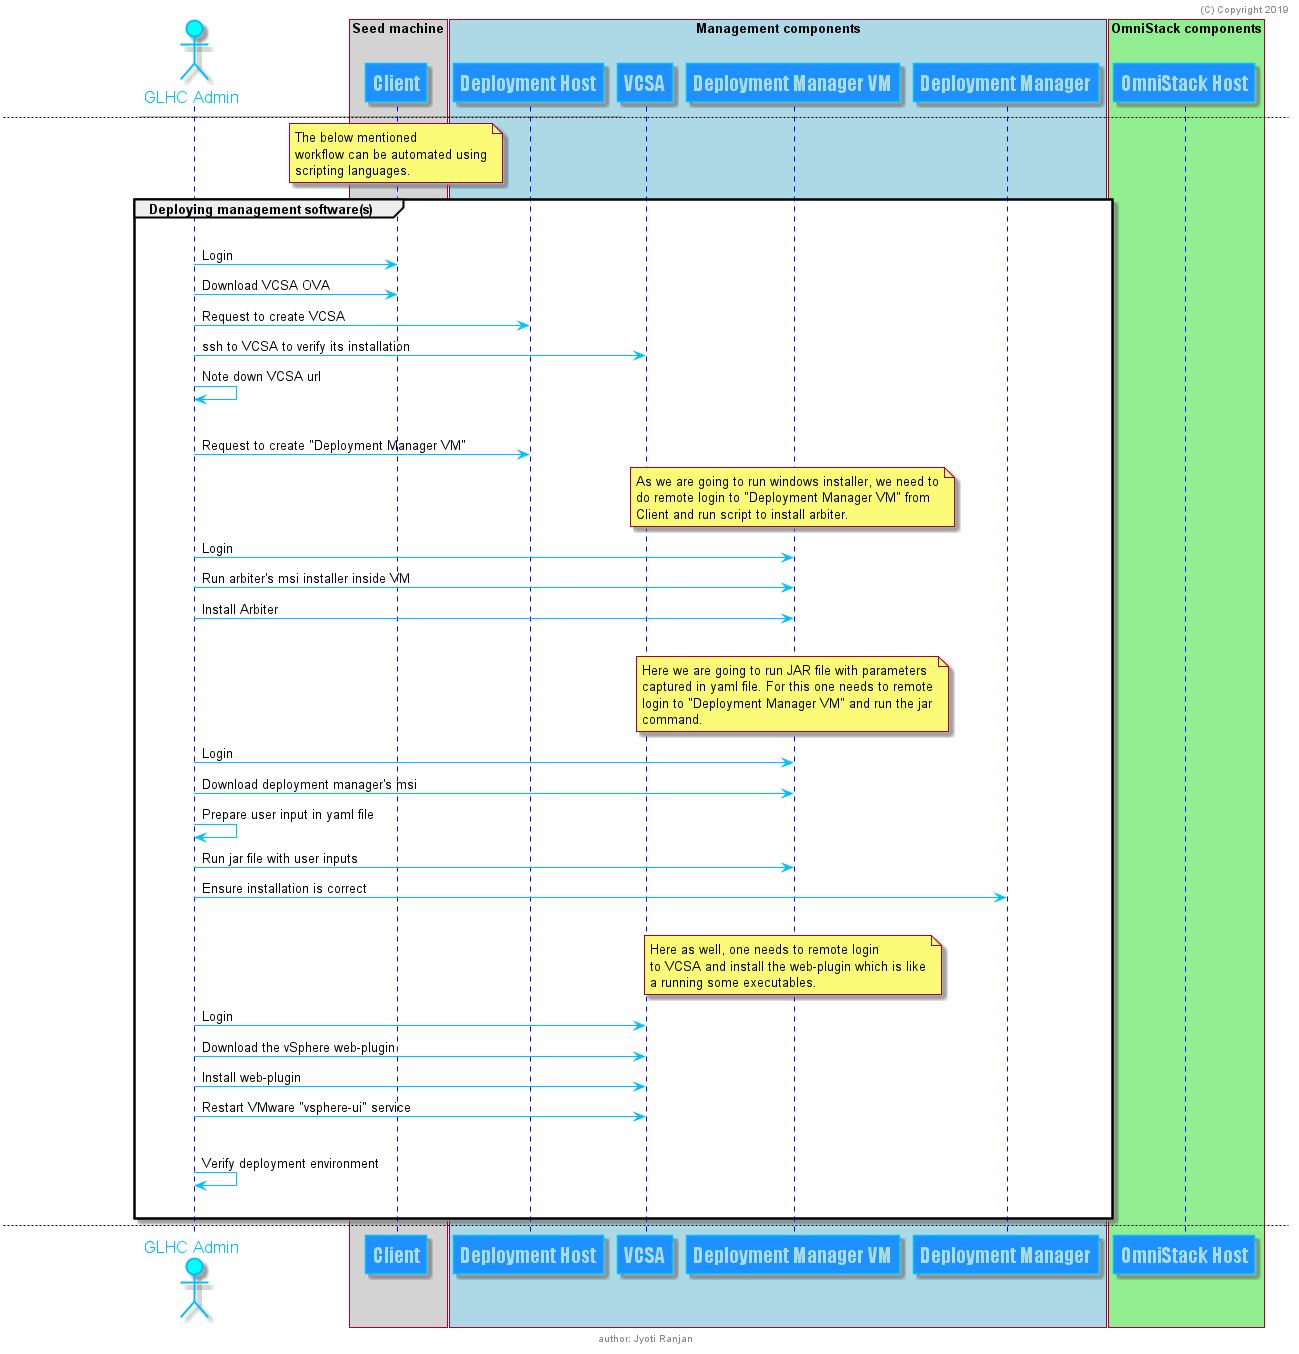 (C) Copyright 2019
Seed machine
Management components
OmniStack components
GLHC Admin
Client
Deployment Host
VCSA
Deployment Manager VM
Deployment Manager
OmniStack Host
The below mentioned
workflow can be automated using
scripting languages.
Deploying management software(s)
Login
Download VCSA OVA
Request to create VCSA
ssh to VCSA to verify its installation
Note down VCSA url
Request to create "Deployment Manager VM"
As we are going to run windows installer, we need to
do remote login to "Deployment Manager VM" from
Client and run script to install arbiter.
Login
Run arbiter's msi installer inside VM
Install Arbiter
Here we are going to run JAR file with parameters
captured in yaml file. For this one needs to remote
login to "Deployment Manager VM" and run the jar
command.
Login
Download deployment manager's msi
Prepare user input in yaml file
Run jar file with user inputs
Ensure installation is correct
Here as well, one needs to remote login
to VCSA and install the web-plugin which is like
a running some executables.
Login
Download the vSphere web-plugin
Install web-plugin
Restart VMware "vsphere-ui" service
Verify deployment environment
GLHC Admin
Client
Deployment Host
VCSA
Deployment Manager VM
Deployment Manager
OmniStack Host
author: Jyoti Ranjan